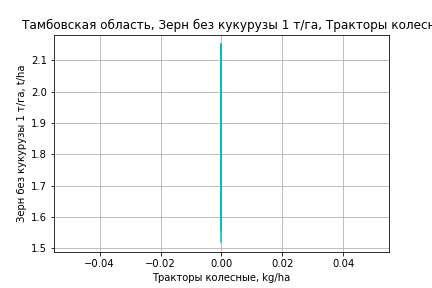 Тамбовская область, Зерн без кукурузы 1 т/га, Тракторы колесн
2.1
2.0
1.9
1.8
1.7
1.6
1.5
Зерн без кукурузы 1 т/га, t/ha
−0.04 −0.02 0.00 0.02 0.04
Тракторы колесные, kg/ha